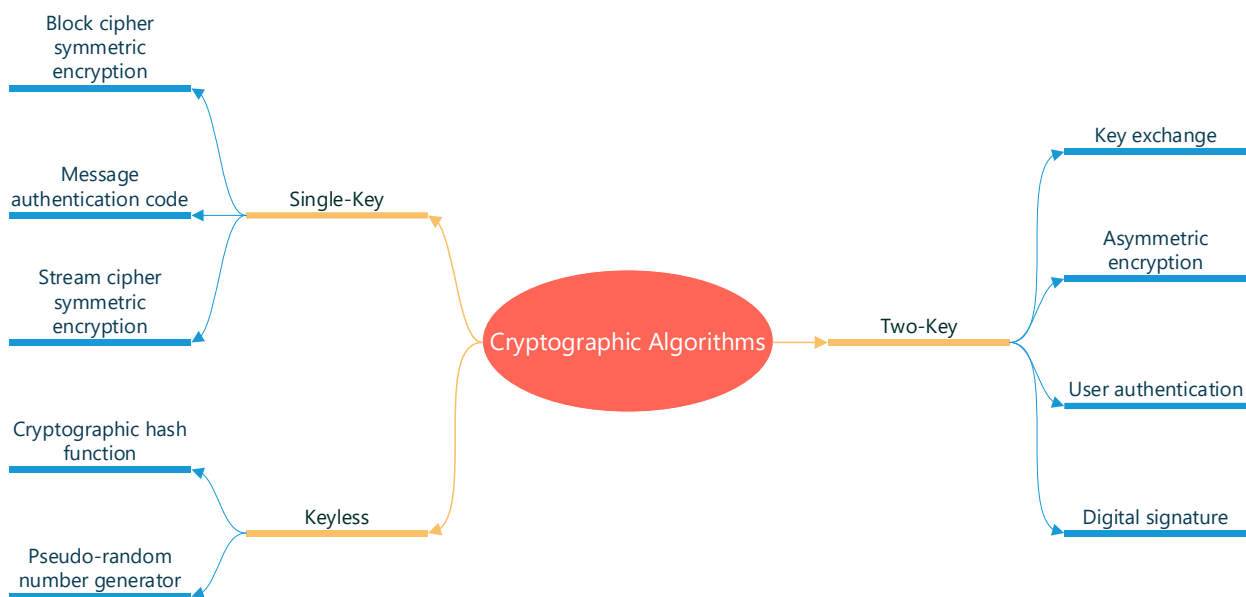 Block cipher
symmetric
encryption
Message
authentication code
Stream cipher
symmetric
encryption
Single-Key
Cryptographic hash
function
Pseudo-random
number generator
Keyless
Cryptographic Algorithms
Two-Key
Key exchange
Asymmetric
encryption
User authentication
Digital signature